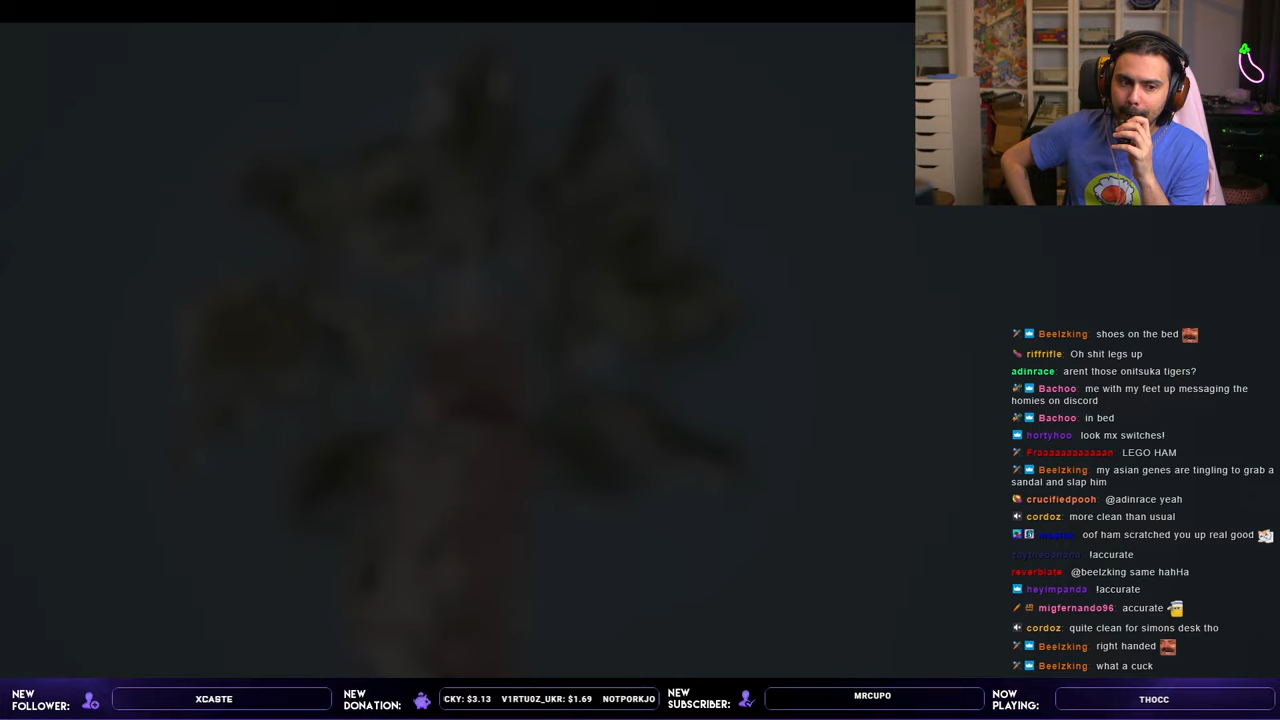 Beelzking: shoes on the bed
riffrifle: Oh shit legs up
adinrace: arent those onitsuka tigers?
Bachoo: me with my feet up messaging the
homies on discord
Bachoo: in bed
hortyhoo: look mx switches!
Fraaaaaaaaaaan: LEGO HAM
Beelzking: my asian genes are tingling to grab a
sandal and slap him
crucifiedpooh: @adinrace yeah
cordoz: more clean than usual
oof ham scratched you up real good
!accurate
reverblate: @beelzking same hahHa
heyimpanda: !accurate
migfernando96: accurate
cordoz: quite clean for simons desk tho
Beelzking: right handed
Beelzking: what a cuck
NEW
FOLLOWER:
XCASTE
NEW
DONATION:
CKY: $3.13 V1RTU0Z_UKR: $1.69 NOTPORKJO
NEW
SUBSCRIBER:
MRCUPO
NOW
PLAYING:
THOCC